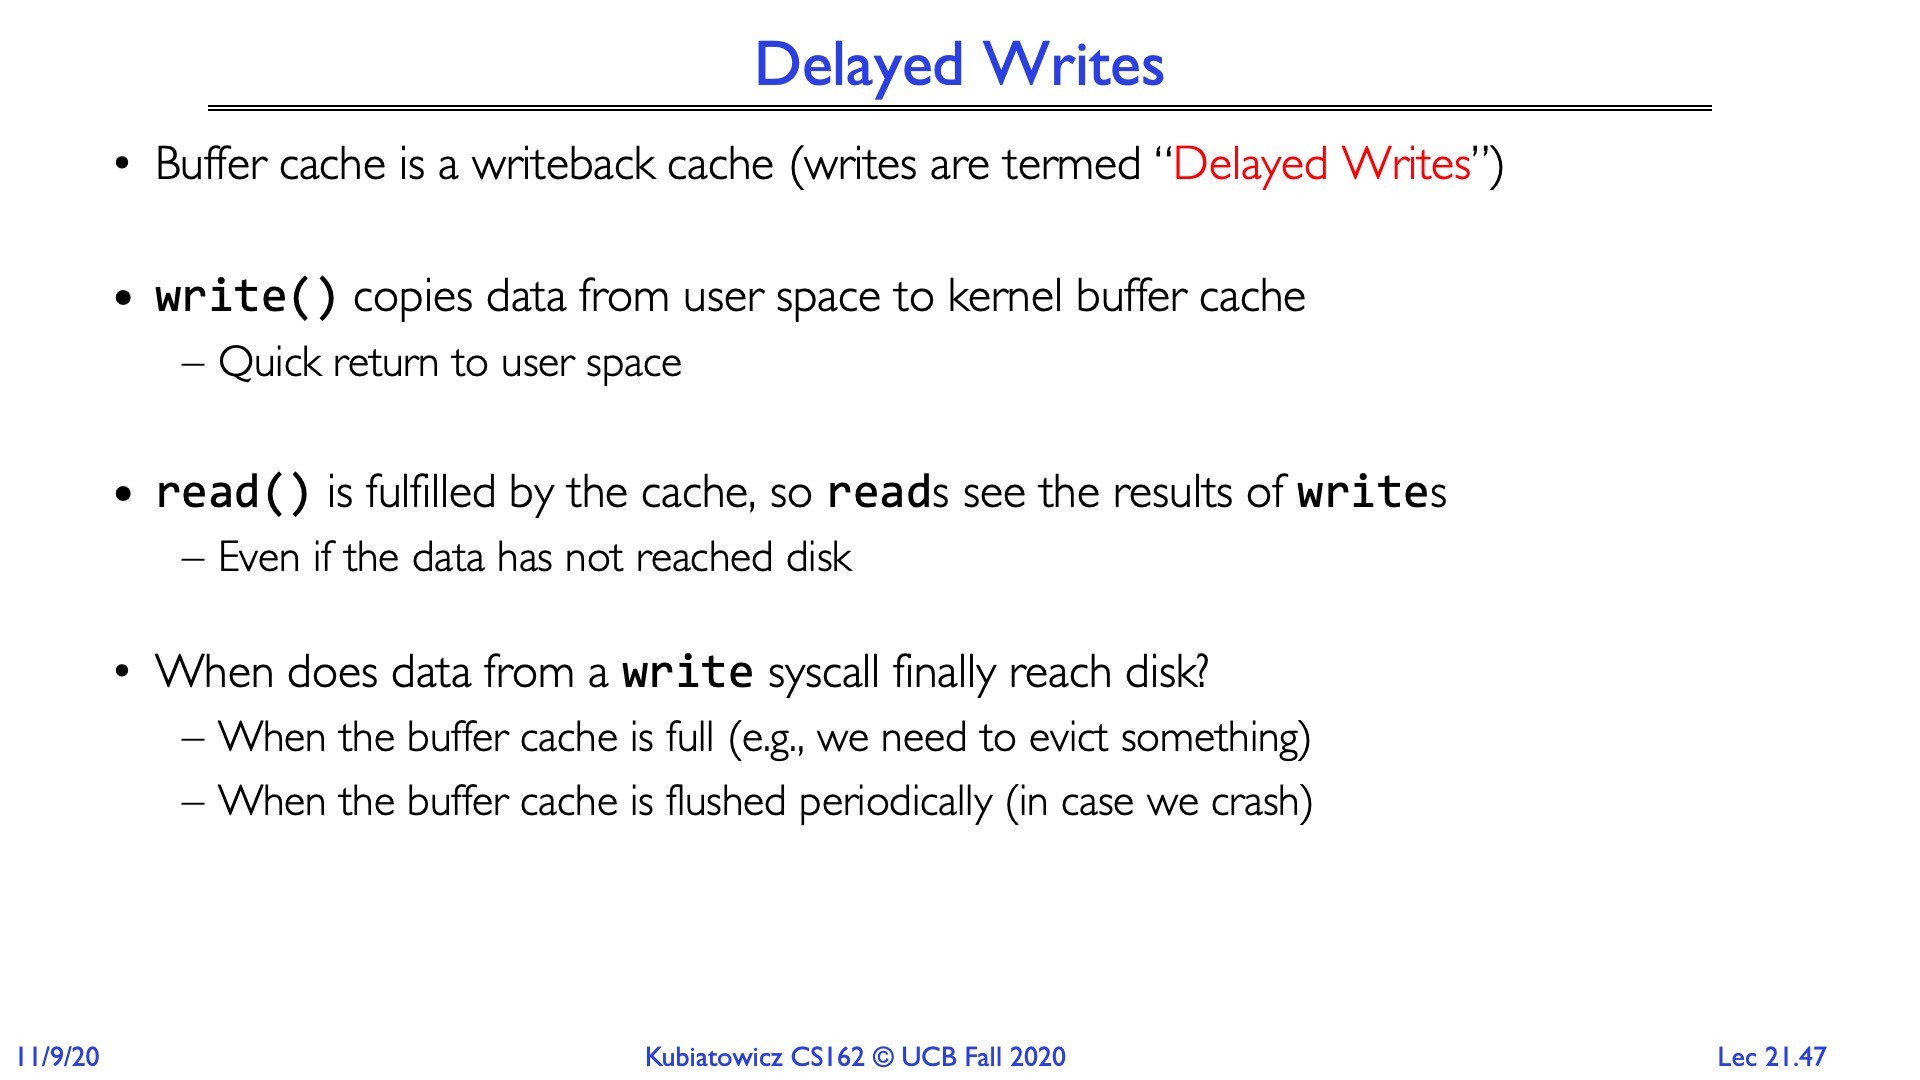 Delayed Writes
• Buffer cache is a writeback cache (writes are termed “Delayed Writes”)
• write() copies data from user space to kernel buffer cache
– Quick return to user space
• read() is fulfilled by the cache, so reads see the results of writes
– Even if the data has not reached disk
• When does data from a write syscall finally reach disk?
– When the buffer cache is full (e.g., we need to evict something)
– When the buffer cache is flushed periodically (in case we crash)
11/9/20
Kubiatowicz CS162 © UCB Fall 2020
Lec 21.47